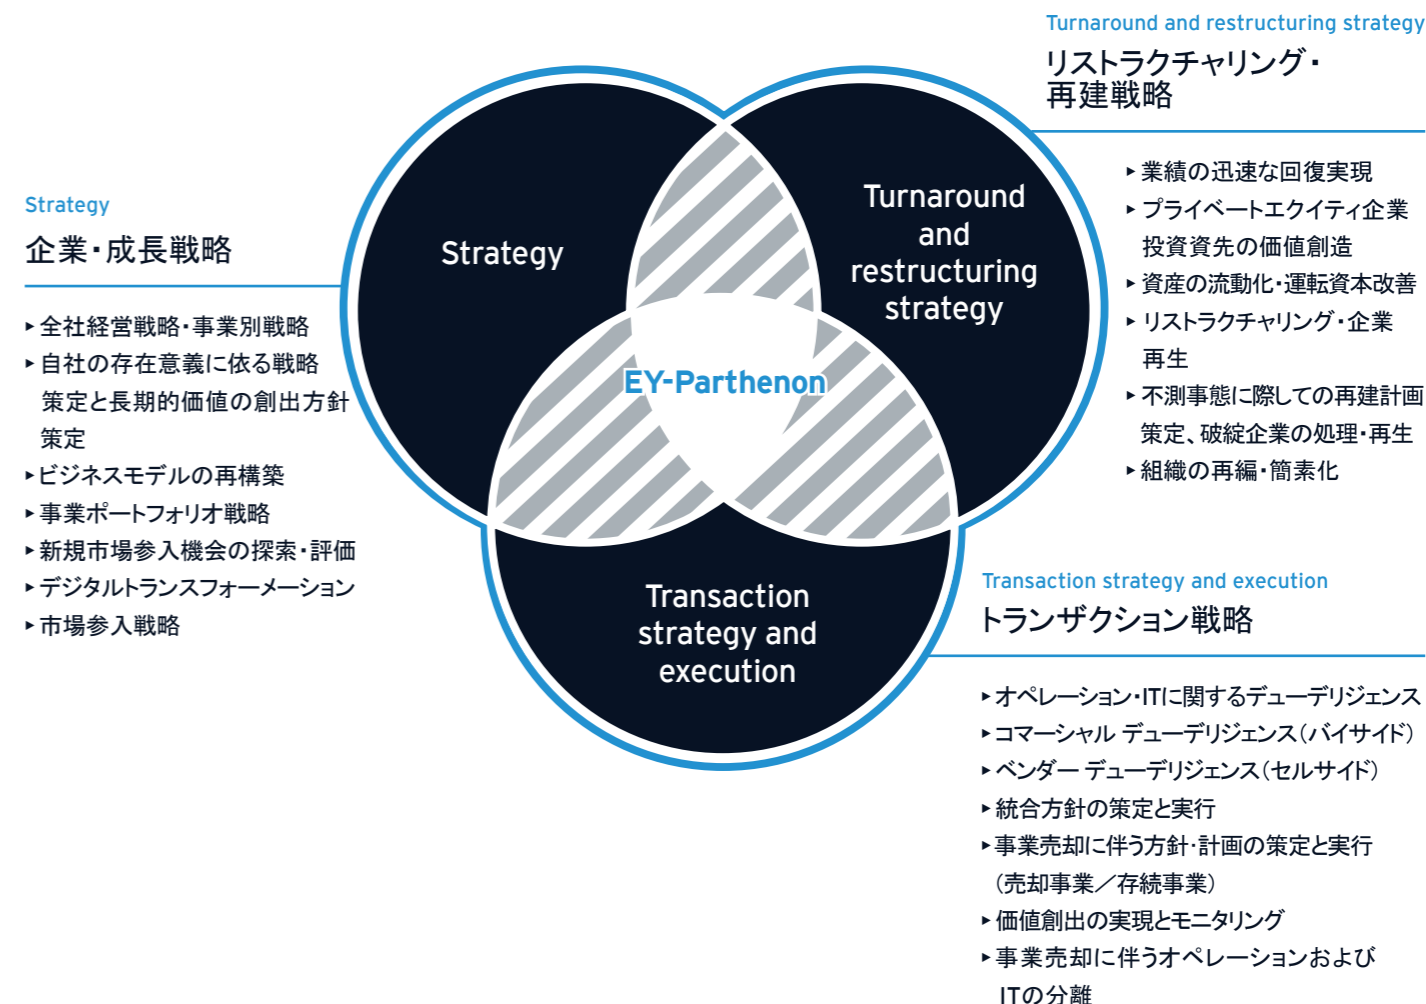 Strategy
企業・成長戦略
▸全社経営戦略・事業別戦略
▸自社の存在意義に依る戦略
策定と長期的価値の創出方針
策定
▸ビジネスモデルの再構築
▸事業ポートフォリオ戦略
▸新規市場参入機会の探索・評価
▸デジタルトランスフォーメーション
▸市場参入戦略
Strategy
Turnaround
and
restructuring
strategy
EY-Parthenon
Transaction
strategy and
execution
Turnaround and restructuring strategy
リストラクチャリング・
再建戦略
▸業績の迅速な回復実現
▸プライベートエクイティ企業
投資資先の価値創造
▸資産の流動化・運転資本改善
▸リストラクチャリング・企業
再生
▸不測事態に際しての再建計画
策定、破綻企業の処理・再生
▸組織の再編・簡素化
Transaction strategy and execution
トランザクション戦略
▸オペレーション・ITに関するデューデリジェンス
▸コマーシャル デューデリジェンス（バイサイド）
▸ベンダー デューデリジェンス（セルサイド）
▸統合方針の策定と実行
▸事業売却に伴う方針・計画の策定と実行
（売却事業／存続事業）
▸価値創出の実現とモニタリング
▸事業売却に伴うオペレーションおよび
ITの分離